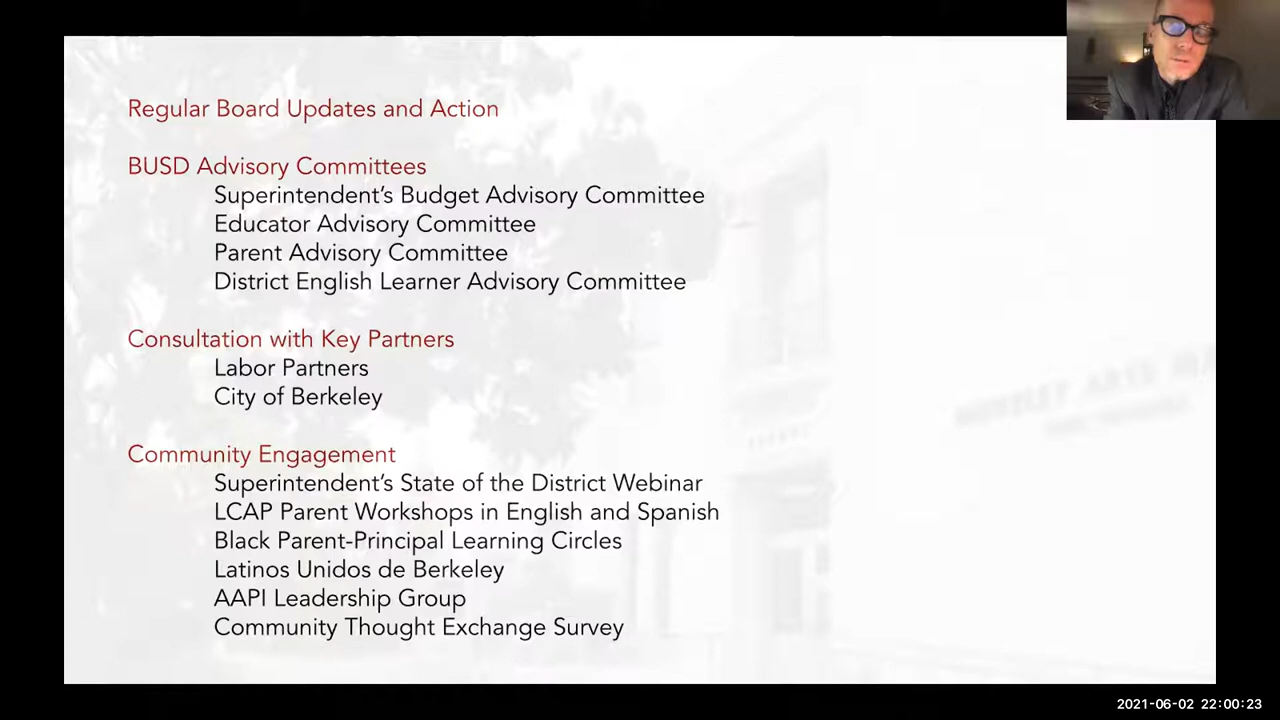 Regular Board Updates and Action
BUSD Advisory Committees
Superintendent's Budget Advisory Committee
Educator Advisory Committee
Parent Advisory Committee
District English Learner Advisory Committee
Consultation with Key Partners
Labor Partners
City of Berkeley
Community Engagement
Superintendent's State of the District Webinar
LCAP Parent Workshops in English and Spanish
Black Parent-Principal Learning Circles
Latinos Unidos de Berkeley
AAPI Leadership Group
Community Thought Exchange Survey
2021-06-02 22:00:23